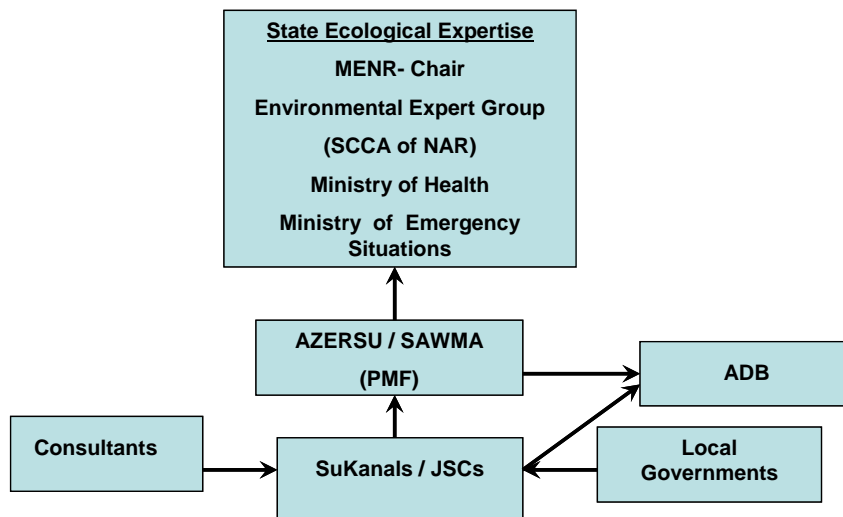 State Ecological Expertise
MENR- Chair
Environmental Expert Group
(SCCA of NAR)
Ministry of Health
Ministry of Emergency
Situations
AZERSU / SAWMA
(PMF)
ADB
Consultants
SuKanals / JSCs
Local
Governments